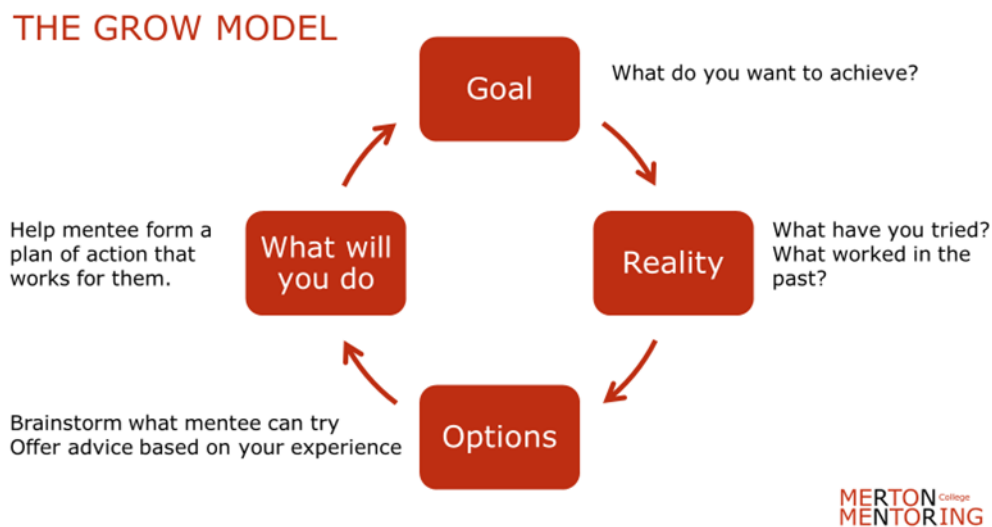 THE GROW MODEL
Goal
What do you want to achieve?
Reality
What have you tried?
What worked in the
past?
Options
Brainstorm what mentee can try
Offer advice based on your experience
What will
you do
Help mentee form a
plan of action that
works for them.
MERTON College
MENTORING